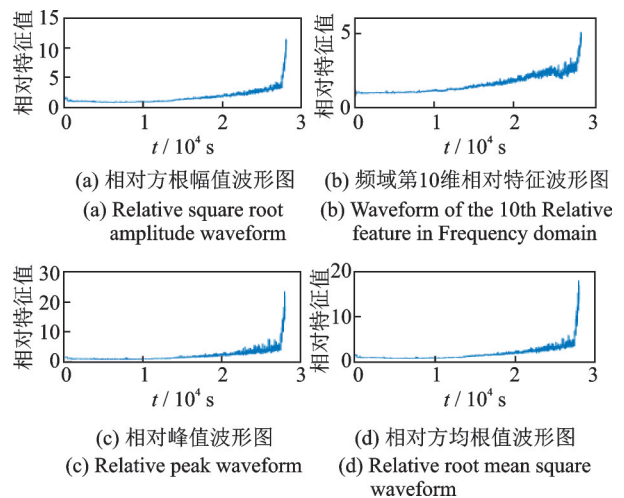 相对特征值
15
10
5
0
0
1
2
3
t / 10⁴ s
(a) 相对方根幅值波形图
(a) Relative square root
amplitude waveform
相对特征值
5
0
0
1
2
3
t / 10⁴ s
(b) 频域第10维相对特征波形图
(b) Waveform of the 10th Relative
feature in Frequency domain
相对特征值
30
20
10
0
0
1
2
3
t / 10⁴ s
(c) 相对峰值波形图
(c) Relative peak waveform
相对特征值
20
10
0
0
1
2
3
t / 10⁴ s
(d) 相对方均根值波形图
(d) Relative root mean square
waveform